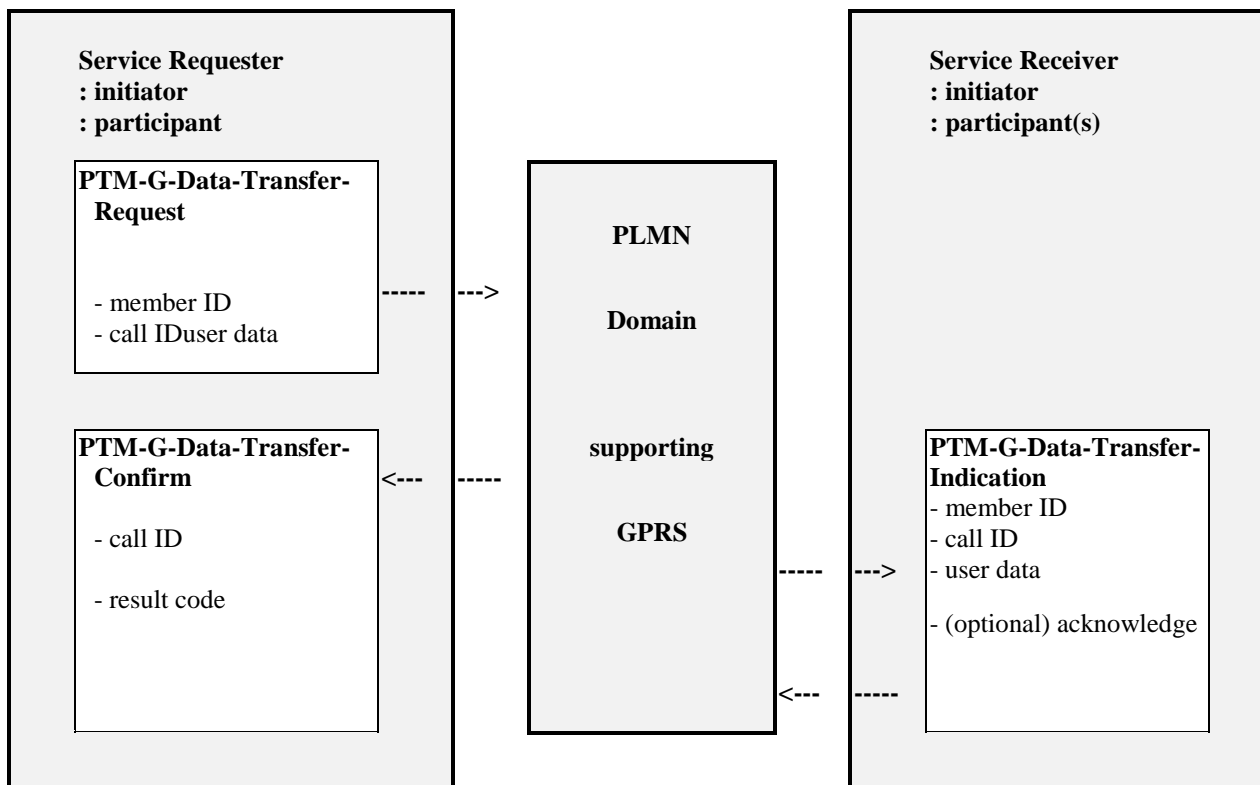 Service Requester
: initiator
: participant
PTM-G-Data-Transfer-
Request
- member ID
- call IDuser data
----- --->
PTM-G-Data-Transfer-
Confirm
- call ID
- result code
<--- -----
PLMN
Domain
supporting
GPRS
Service Receiver
: initiator
: participant(s)
PTM-G-Data-Transfer-
Indication
- member ID
- call ID
- user data
- (optional) acknowledge
----- --->
<--- -----